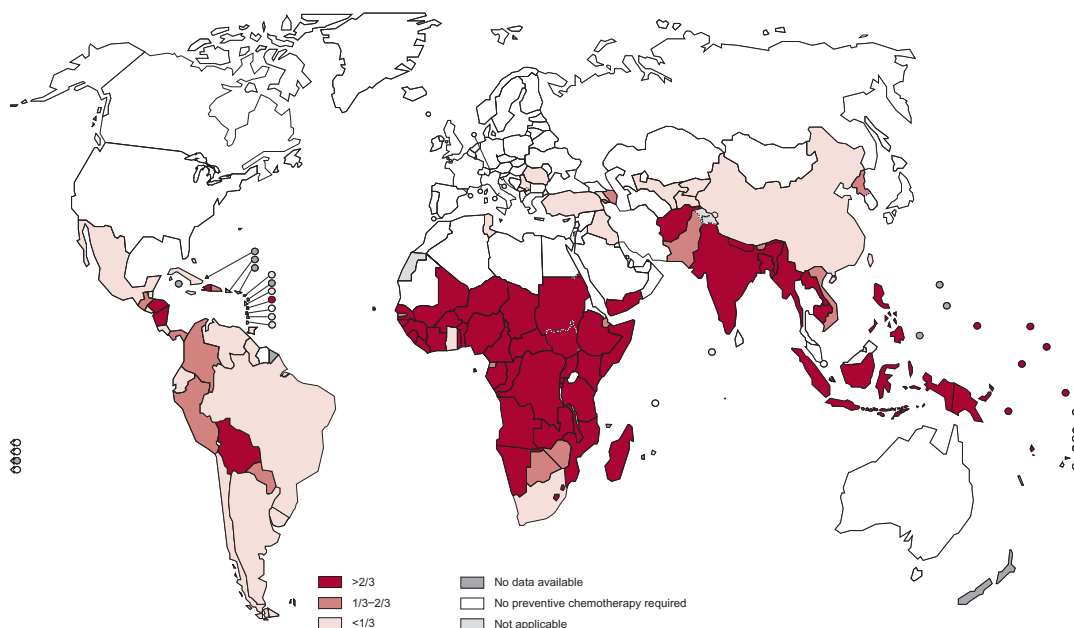 >2/3
1/3–2/3
<1/3
No data available
No preventive chemotherapy required
Not applicable